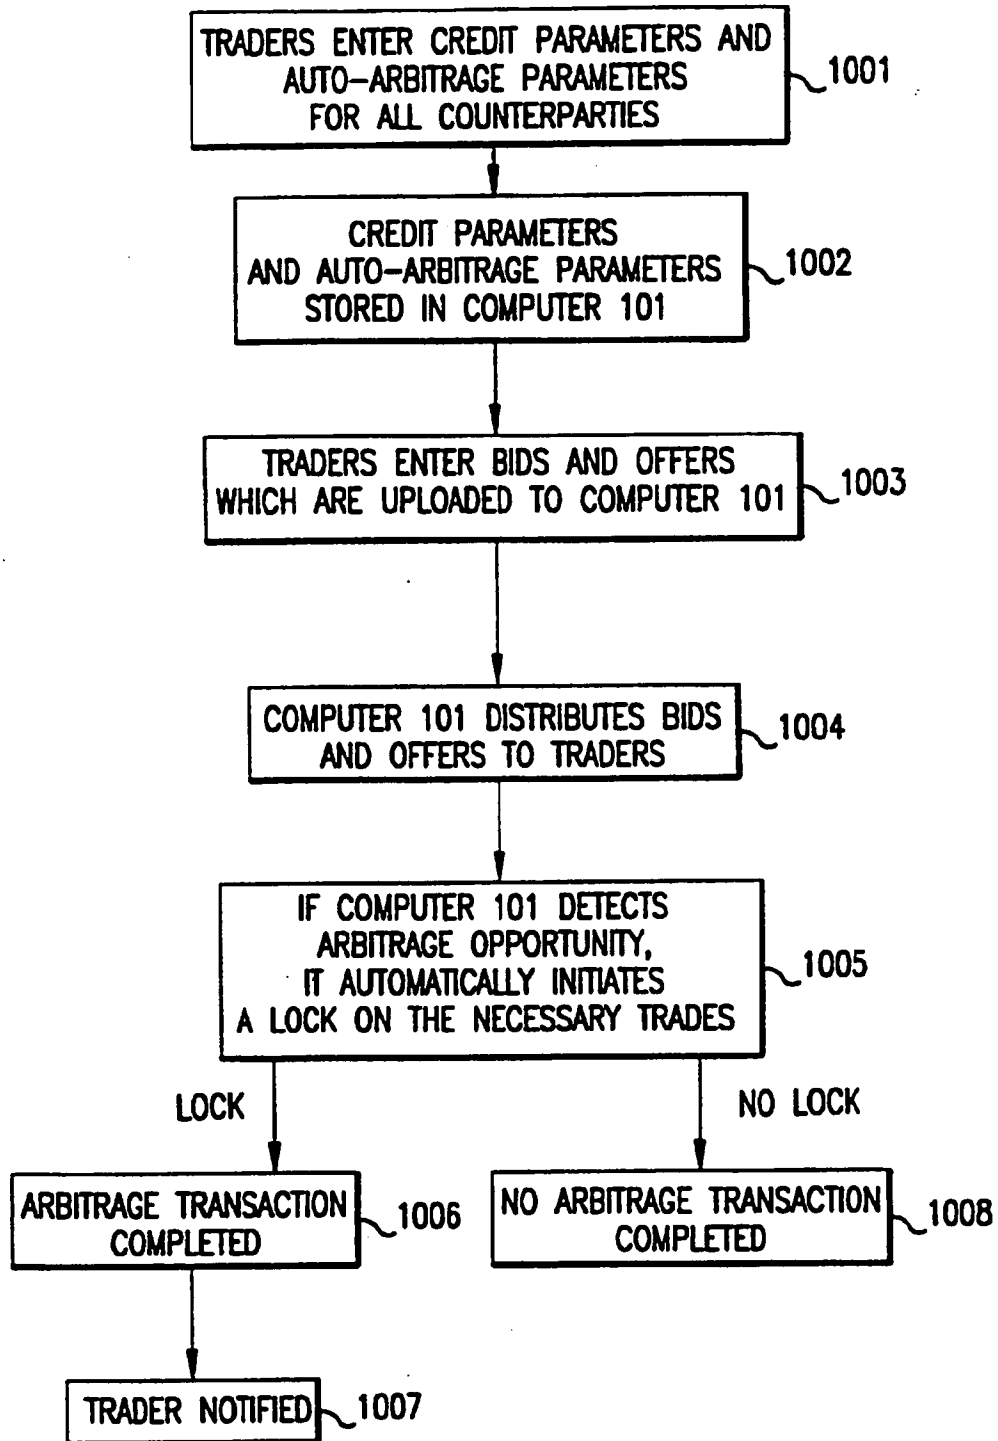 TRADERS ENTER CREDIT PARAMETERS AND
AUTO-ARBITRAGE PARAMETERS
FOR ALL COUNTERPARTIES
1001
CREDIT PARAMETERS
AND AUTO-ARBITRAGE PARAMETERS
STORED IN COMPUTER 101
1002
TRADERS ENTER BIDS AND OFFERS
WHICH ARE UPLOADED TO COMPUTER 101
1003
COMPUTER 101 DISTRIBUTES BIDS
AND OFFERS TO TRADERS
1004
IF COMPUTER 101 DETECTS
ARBITRAGE OPPORTUNITY,
IT AUTOMATICALLY INITIATES
A LOCK ON THE NECESSARY TRADES
1005
LOCK
NO LOCK
ARBITRAGE TRANSACTION
COMPLETED
1006
NO ARBITRAGE TRANSACTION
COMPLETED
1008
TRADER NOTIFIED
1007